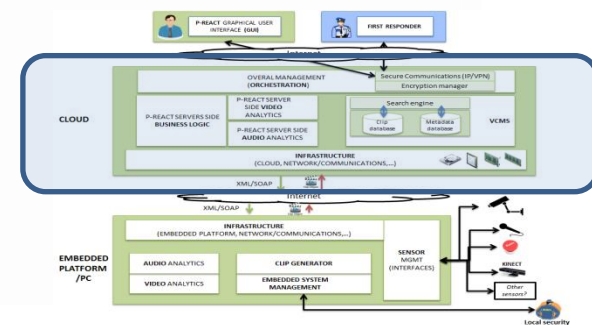 P-REACT GRAPHICAL USER
INTERFACE (GUI)
FIRST RESPONDER
Internet
OVERAL MANAGEMENT
(ORCHESTRATION)
Secure Communications (IP/VPN)
Encryption manager
CLOUD
P-REACT SERVERS SIDE
BUSINESS LOGIC
P-REACT SERVER
SIDE VIDEO
ANALYTICS
P-REACT SERVER SIDE
AUDIO ANALYTICS
Search engine
Clip
database
Metadata
database
VCMS
INFRASTRUCTURE
(CLOUD, NETWORK/COMMUNICATIONS,...)
XML/SOAP
Internet
XML/SOAP
INFRASTRUCTURE
(EMBEDDED PLATFORM, NETWORK/COMMUNICATIONS,..)
EMBEDDED
PLATFORM
/PC
AUDIO ANALYTICS
VIDEO ANALYTICS
CLIP GENERATOR
EMBEDDED SYSTEM
MANAGEMENT
SENSOR
MGMT
(INTERFACES)
KINECT
Other
sensors?
Local security